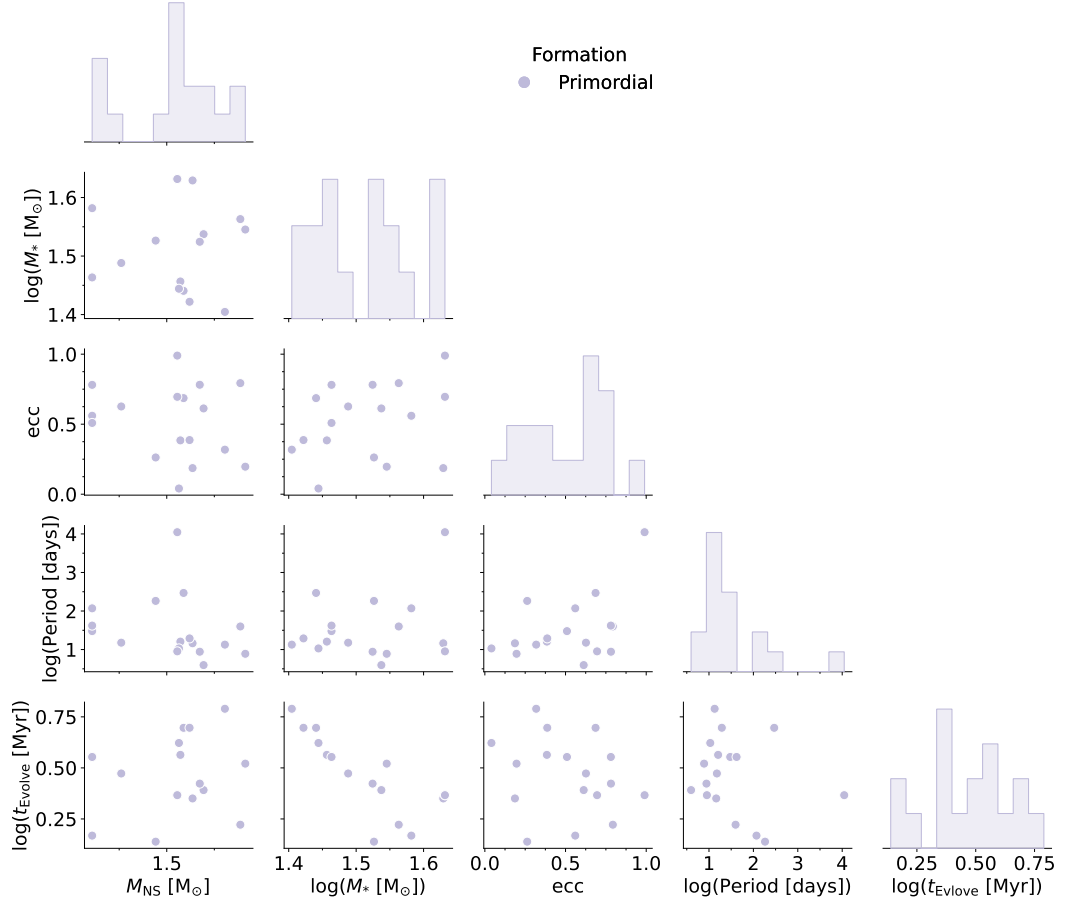 Formation
Primordial
log(M* [M⊙])
1.6
1.5
1.4
ecc
1.0
0.5
0.0
log(Period [days])
4
3
2
1
log(tEvolve [Myr])
0.75
0.50
0.25
1.5
1.4 1.5 1.6
0.0 0.5 1.0
1 2 3 4
0.25 0.50 0.75
MNS [M⊙]
log(M* [M⊙])
ecc
log(Period [days])
log(tEvlove [Myr])